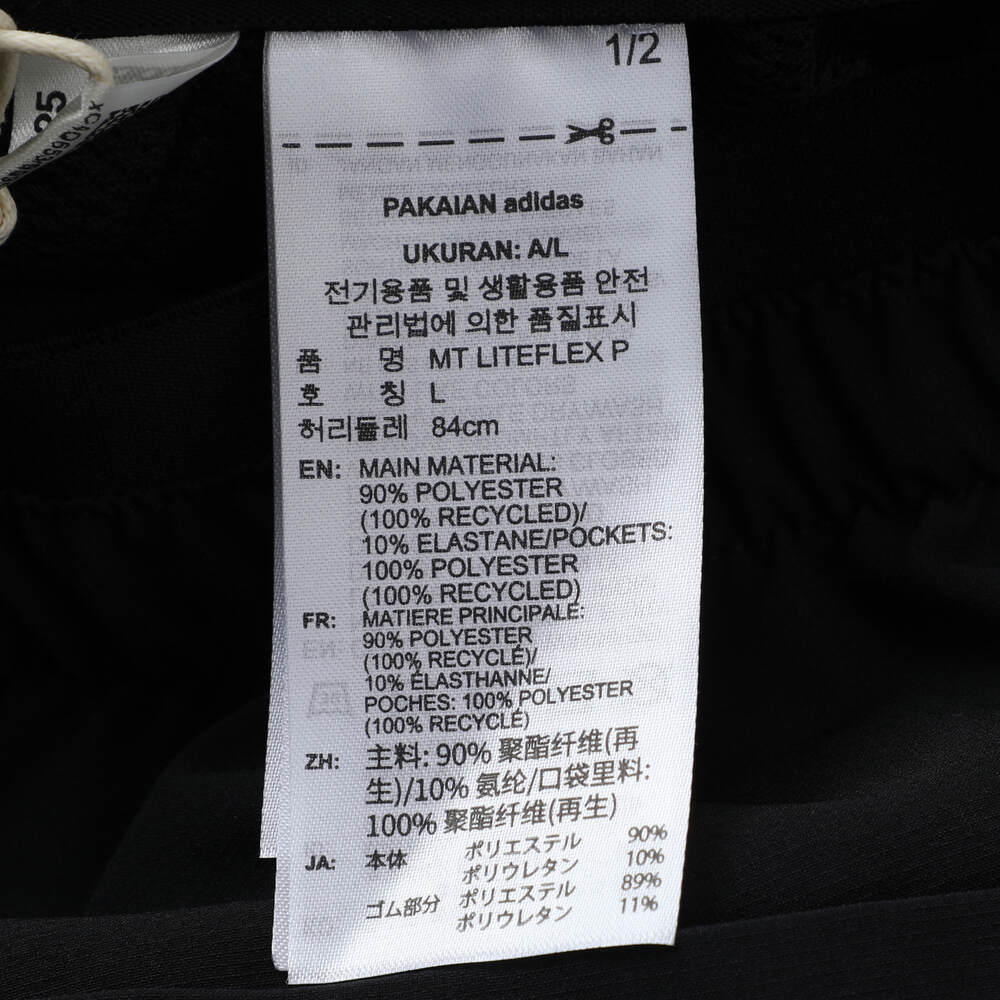 1/2
25
PAKAIAN adidas
UKURAN: A/L
전기용품 및 생활용품 안전
관리법에 의한 품질표시
품 명 MT LITEFLEX P
호 칭 L
허리둘레 84cm
EN: MAIN MATERIAL:
90% POLYESTER
(100% RECYCLED)/
10% ELASTANE/POCKETS:
100% POLYESTER
(100% RECYCLED)
FR: MATIERE PRINCIPALE:
90% POLYESTER
(100% RECYCLÉ)/
10% ÉLASTHANNE/
POCHES: 100% POLYESTER
(100% RECYCLÉ)
ZH: 主料: 90% 聚酯纤维(再
生)/10% 氨纶/口袋里料:
100% 聚酯纤维(再生)
JA: 本体 ポリエステル 90%
ポリウレタン 10%
ゴム部分 ポリエステル 89%
ポリウレタン 11%